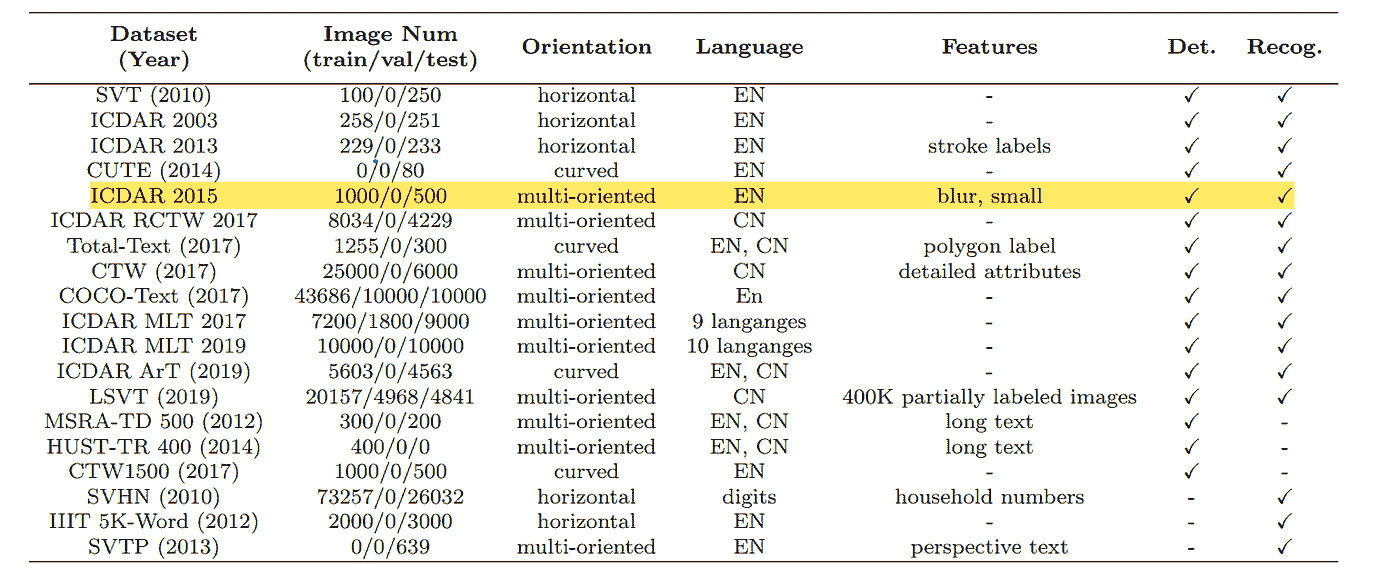 Dataset (Year) Image Num (train/val/test) Orientation Language Features Det. Recog.
SVT (2010) 100/0/250 horizontal EN - ✓ ✓
ICDAR 2003 258/0/251 horizontal EN - ✓ ✓
ICDAR 2013 229/0/233 horizontal EN stroke labels ✓ ✓
CUTE (2014) 0/0/80 curved EN - ✓ ✓
ICDAR 2015 1000/0/500 multi-oriented EN blur, small ✓ ✓
ICDAR RCTW 2017 8034/0/4229 multi-oriented CN - ✓ ✓
Total-Text (2017) 1255/0/300 curved EN, CN polygon label ✓ ✓
CTW (2017) 25000/0/6000 multi-oriented CN detailed attributes ✓ ✓
COCO-Text (2017) 43686/10000/10000 multi-oriented En - ✓ ✓
ICDAR MLT 2017 7200/1800/9000 multi-oriented 9 langanges - ✓ ✓
ICDAR MLT 2019 10000/0/10000 multi-oriented 10 langanges - ✓ ✓
ICDAR ArT (2019) 5603/0/4563 curved EN, CN - ✓ ✓
LSVT (2019) 20157/4968/4841 multi-oriented CN 400K partially labeled images ✓ ✓
MSRA-TD 500 (2012) 300/0/200 multi-oriented EN, CN long text ✓ -
HUST-TR 400 (2014) 400/0/0 multi-oriented EN, CN long text ✓ -
CTW1500 (2017) 1000/0/500 curved EN - ✓ -
SVHN (2010) 73257/0/26032 horizontal digits household numbers - ✓
IIIT 5K-Word (2012) 2000/0/3000 horizontal EN - - ✓
SVTP (2013) 0/0/639 multi-oriented EN perspective text - ✓